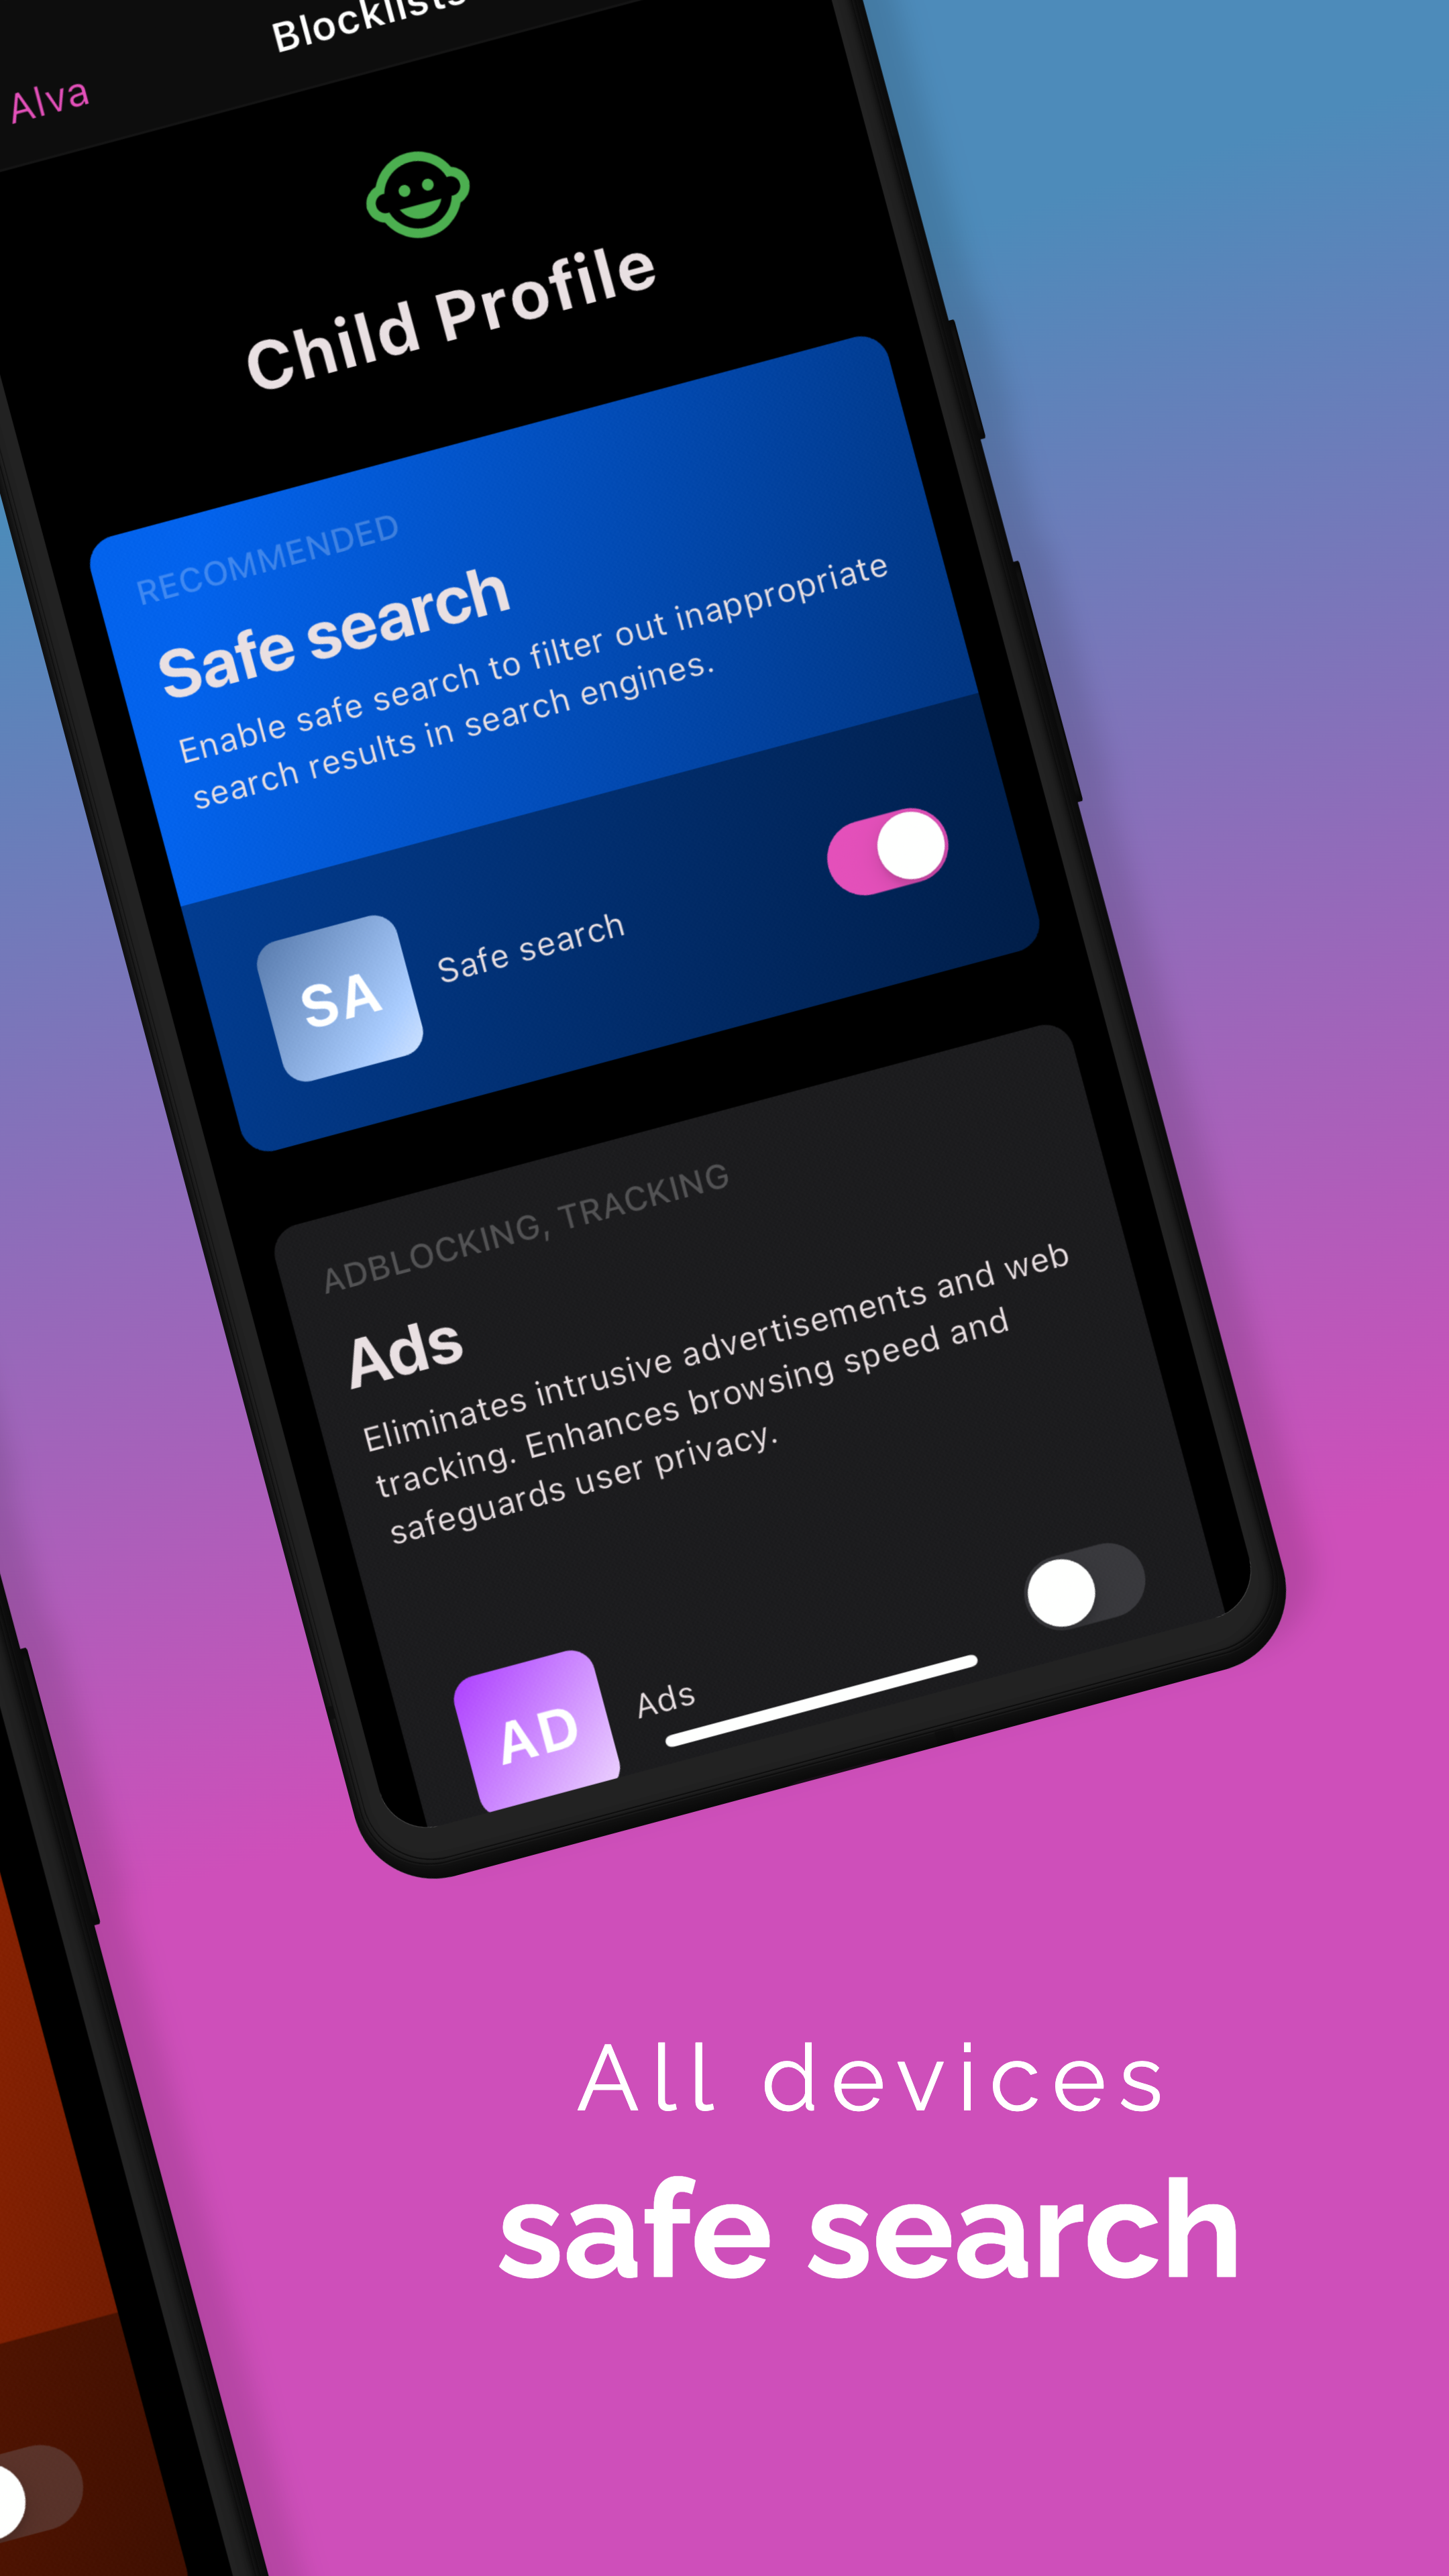 Blocklists
Alva
Child Profile
RECOMMENDED
Safe search
Enable safe search to filter out inappropriate
search results in search engines.
SA
Safe search
ADBLOCKING, TRACKING
Ads
Eliminates intrusive advertisements and web
tracking. Enhances browsing speed and
safeguards user privacy.
AD
Ads
All devices
safe search